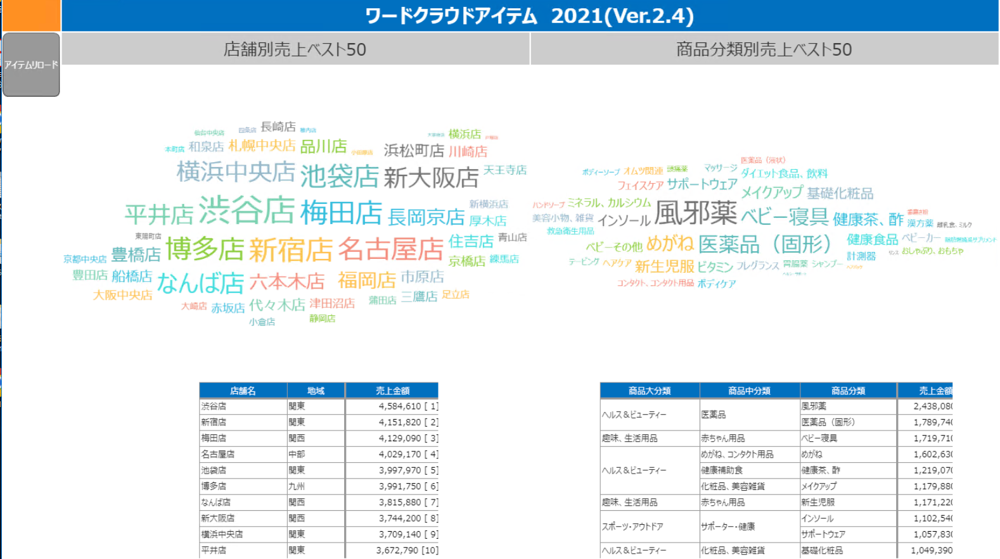 ワードクラウドアイテム 2021(Ver.2.4)
アイテムリロード
店舗別売上ベスト50
商品分類別売上ベスト50
仙台中央店 四条店 長崎店 稚内店 横浜店
本町店 和泉店 札幌中央店 品川店 小田原店 浜松町店 川崎店
横浜中央店 池袋店 新大阪店 天王寺店
平井店 渋谷店 梅田店 長岡京店 新横浜店 厚木店
東陽町店 博多店 新宿店 名古屋店 住吉店 青山店
京都中央店 豊橋店 京橋店 練馬店
豊田店 船橋店 なんば店 六本木店 福岡店 市原店
大阪中央店 大崎店 赤坂店 代々木店 津田沼店 蒲田店 三鷹店 足立店
小倉店 静岡店
医薬品（液状）
ボディーソープ オムツ関連 頭痛薬 マッサージ ダイエット食品、飲料
フェイスケア サポートウェア メイクアップ 基礎化粧品
ハンドソープ ミネラル、カルシウム 風邪薬 ベビー寝具 健康茶、酢
美容小物、雑貨 インソール 漢方薬 離乳食、ミルク
救急衛生用品 ベビーその他 めがね 医薬品（固形） 健康食品 ベビーカー 脂肪燃焼系サプリメント
計測器 リンス おしゃぶり、おもちゃ
テーピング ヘアケア 新生児服 ビタミン フレグランス 胃腸薬 シャンプー
コンタクト、コンタクト用品 ボディケア
店舗名 地域 売上金額
渋谷店 関東 4,584,610 [ 1]
新宿店 関東 4,151,820 [ 2]
梅田店 関西 4,129,090 [ 3]
名古屋店 中部 4,029,170 [ 4]
池袋店 関東 3,997,970 [ 5]
博多店 九州 3,991,750 [ 6]
なんば店 関西 3,815,880 [ 7]
新大阪店 関西 3,744,200 [ 8]
横浜中央店 関東 3,709,140 [ 9]
平井店 関東 3,672,790 [10]
商品大分類 商品中分類 商品分類 売上金額
ヘルス＆ビューティー 医薬品 風邪薬 2,438,080
医薬品（固形） 1,789,740
趣味、生活用品 赤ちゃん用品 ベビー寝具 1,719,710
ヘルス＆ビューティー めがね、コンタクト用品 めがね 1,602,630
健康補助食 健康茶、酢 1,219,070
化粧品、美容雑貨 メイクアップ 1,179,880
趣味、生活用品 赤ちゃん用品 新生児服 1,171,220
スポーツ・アウトドア サポーター・健康 インソール 1,102,540
サポートウェア 1,057,830
ヘルス＆ビューティー 化粧品、美容雑貨 基礎化粧品 1,049,390